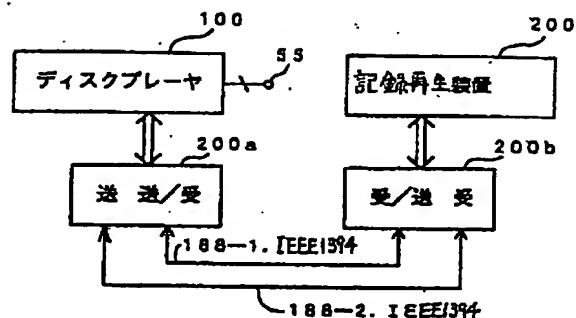 100
200
ディスクプレーヤ
55
記録再生装置
200a
200b
送 送/受
受/送 受
188-1. IEEE1394
188-2. IEEE1394